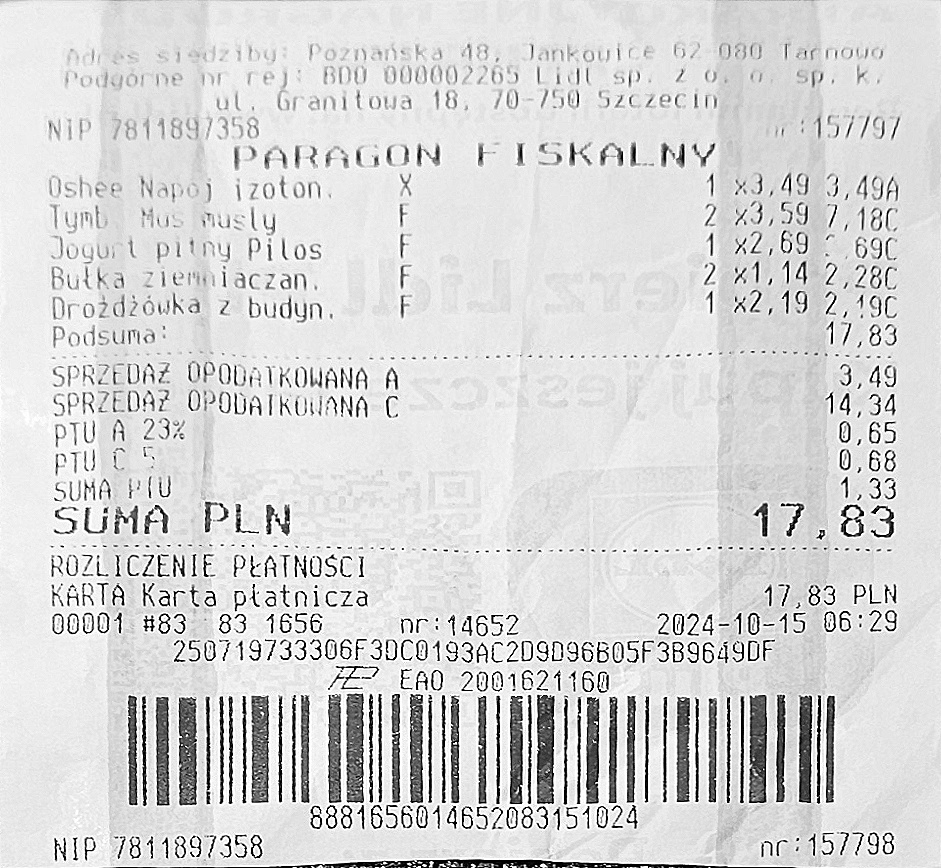 Adres siedziby: Poznańska 48, Jankowice 62-080 Tarnowo
Podgórne nr rej: BDO 000002265 Lidl sp. z o. o. sp. k.
ul. Granitowa 18, 70-750 Szczecin
NIP 7811897358 nr:157797
PARAGON FISKALNY
Oshee Napój izoton. X 1 x3,49 3,49A
Tymb. Mus musly F 2 x3,59 7,18C
Jogurt pitny Pilos F 1 x2,69 69C
Bułka ziemniaczan. F 2 x1,14 2,28C
Drożdżówka z budyn. F 1 x2,19 2,19C
Podsuma: 17,83
SPRZEDAŻ OPODATKOWANA A 3,49
SPRZEDAŻ OPODATKOWANA C 14,34
PTU A 23% 0,65
PTU C 5 0,68
SUMA PTU 1,33
SUMA PLN 17,83
ROZLICZENIE PŁATNOŚCI
KARTA Karta płatnicza 17,83 PLN
00001 #83 83 1656 nr:14652 2024-10-15 06:29
250719733306F3DC0193AC2D9D96B05F3B9649DF
EAO 2001621160
8881656014652083151024
NIP 7811897358 nr:157798